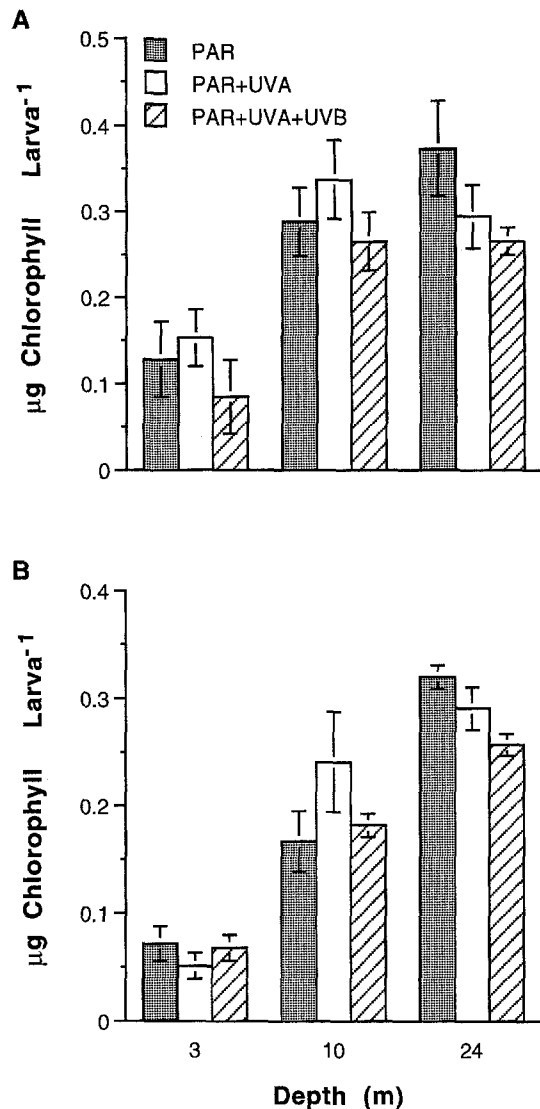 A
0.5
0.4
0.3
0.2
0.1
0
µg Chlorophyll Larva⁻¹
PAR
PAR+UVA
PAR+UVA+UVB
B
0.4
0.3
0.2
0.1
0
µg Chlorophyll Larva⁻¹
3 10 24
Depth (m)